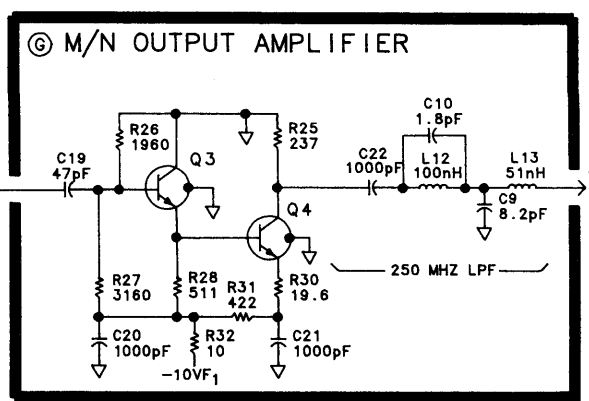 G M/N OUTPUT AMPLIFIER
C10
1.8pF
R26
1960
R25
237
C19
47pF
Q3
C22
1000pF
L12
100nH
L13
51nH
C9
8.2pF
Q4
R27
3160
R28
511
R31
422
R30
19.6
250 MHZ LPF
C20
1000pF
R32
10
C21
1000pF
-10VF1